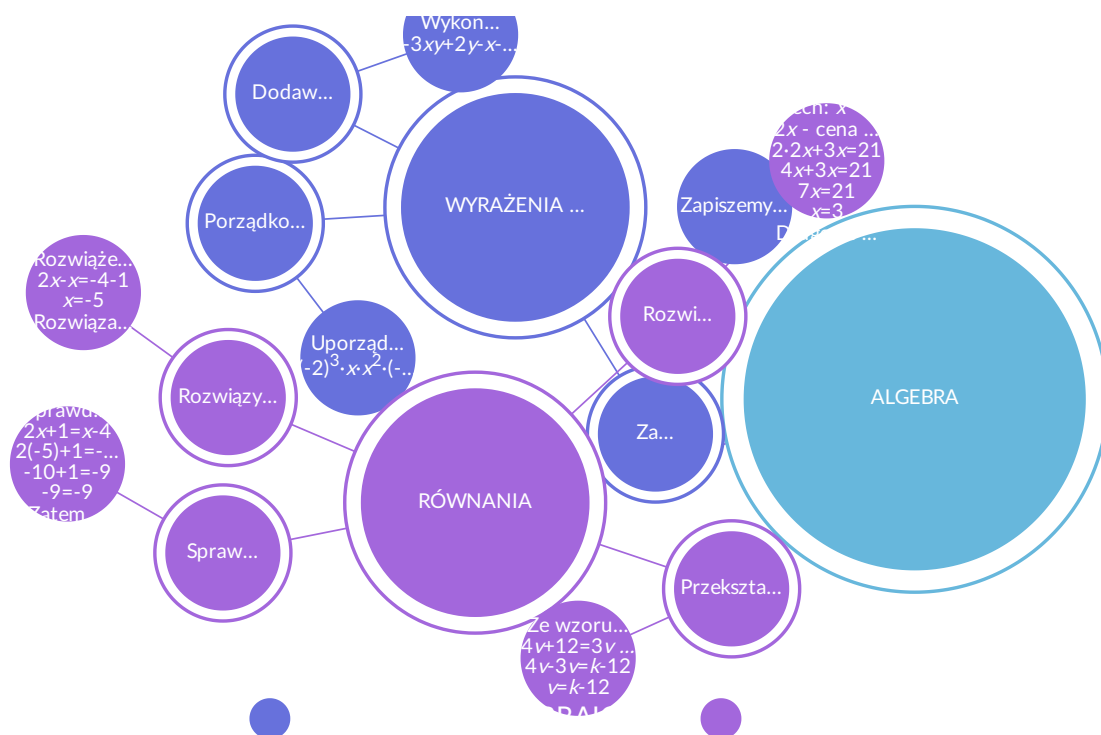 Wykon...
-3xy+2y-x-...
Dodaw...
WYRAŻENIA ...
Porządko...
Zapiszemy...
2x - cena ...
2·2x+3x=21
4x+3x=21
7x=21
x=3
Rozwiąże...
2x-x=-4-1
x=-5
Rozwiąza...
Rozwi...
Uporząd...
(-2)³·x·x²·(-...
Rozwiązy...
ALGEBRA
Za...
2x+1=x-4
2(-5)+1=-...
-10+1=-9
-9=-9
Zatem
RÓWNANIA
Spraw...
Przekszta...
Ze wzoru...
4v+12=3v ...
4v-3v=k-12
v=k-12